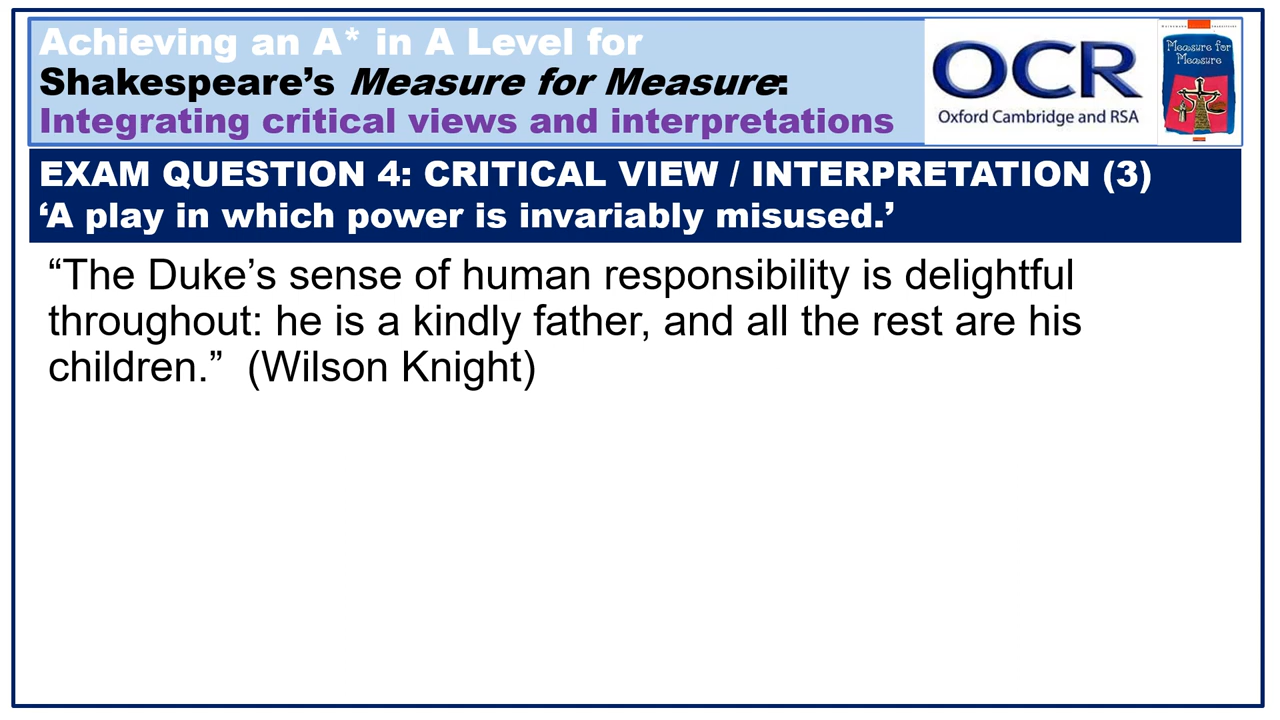 Achieving an A* in A Level for
Shakespeare’s Measure for Measure:
Integrating critical views and interpretations
OCR
Oxford Cambridge and RSA
Measure for
Measure
EXAM QUESTION 4: CRITICAL VIEW / INTERPRETATION (3)
‘A play in which power is invariably misused.’
“The Duke’s sense of human responsibility is delightful
throughout: he is a kindly father, and all the rest are his
children.” (Wilson Knight)